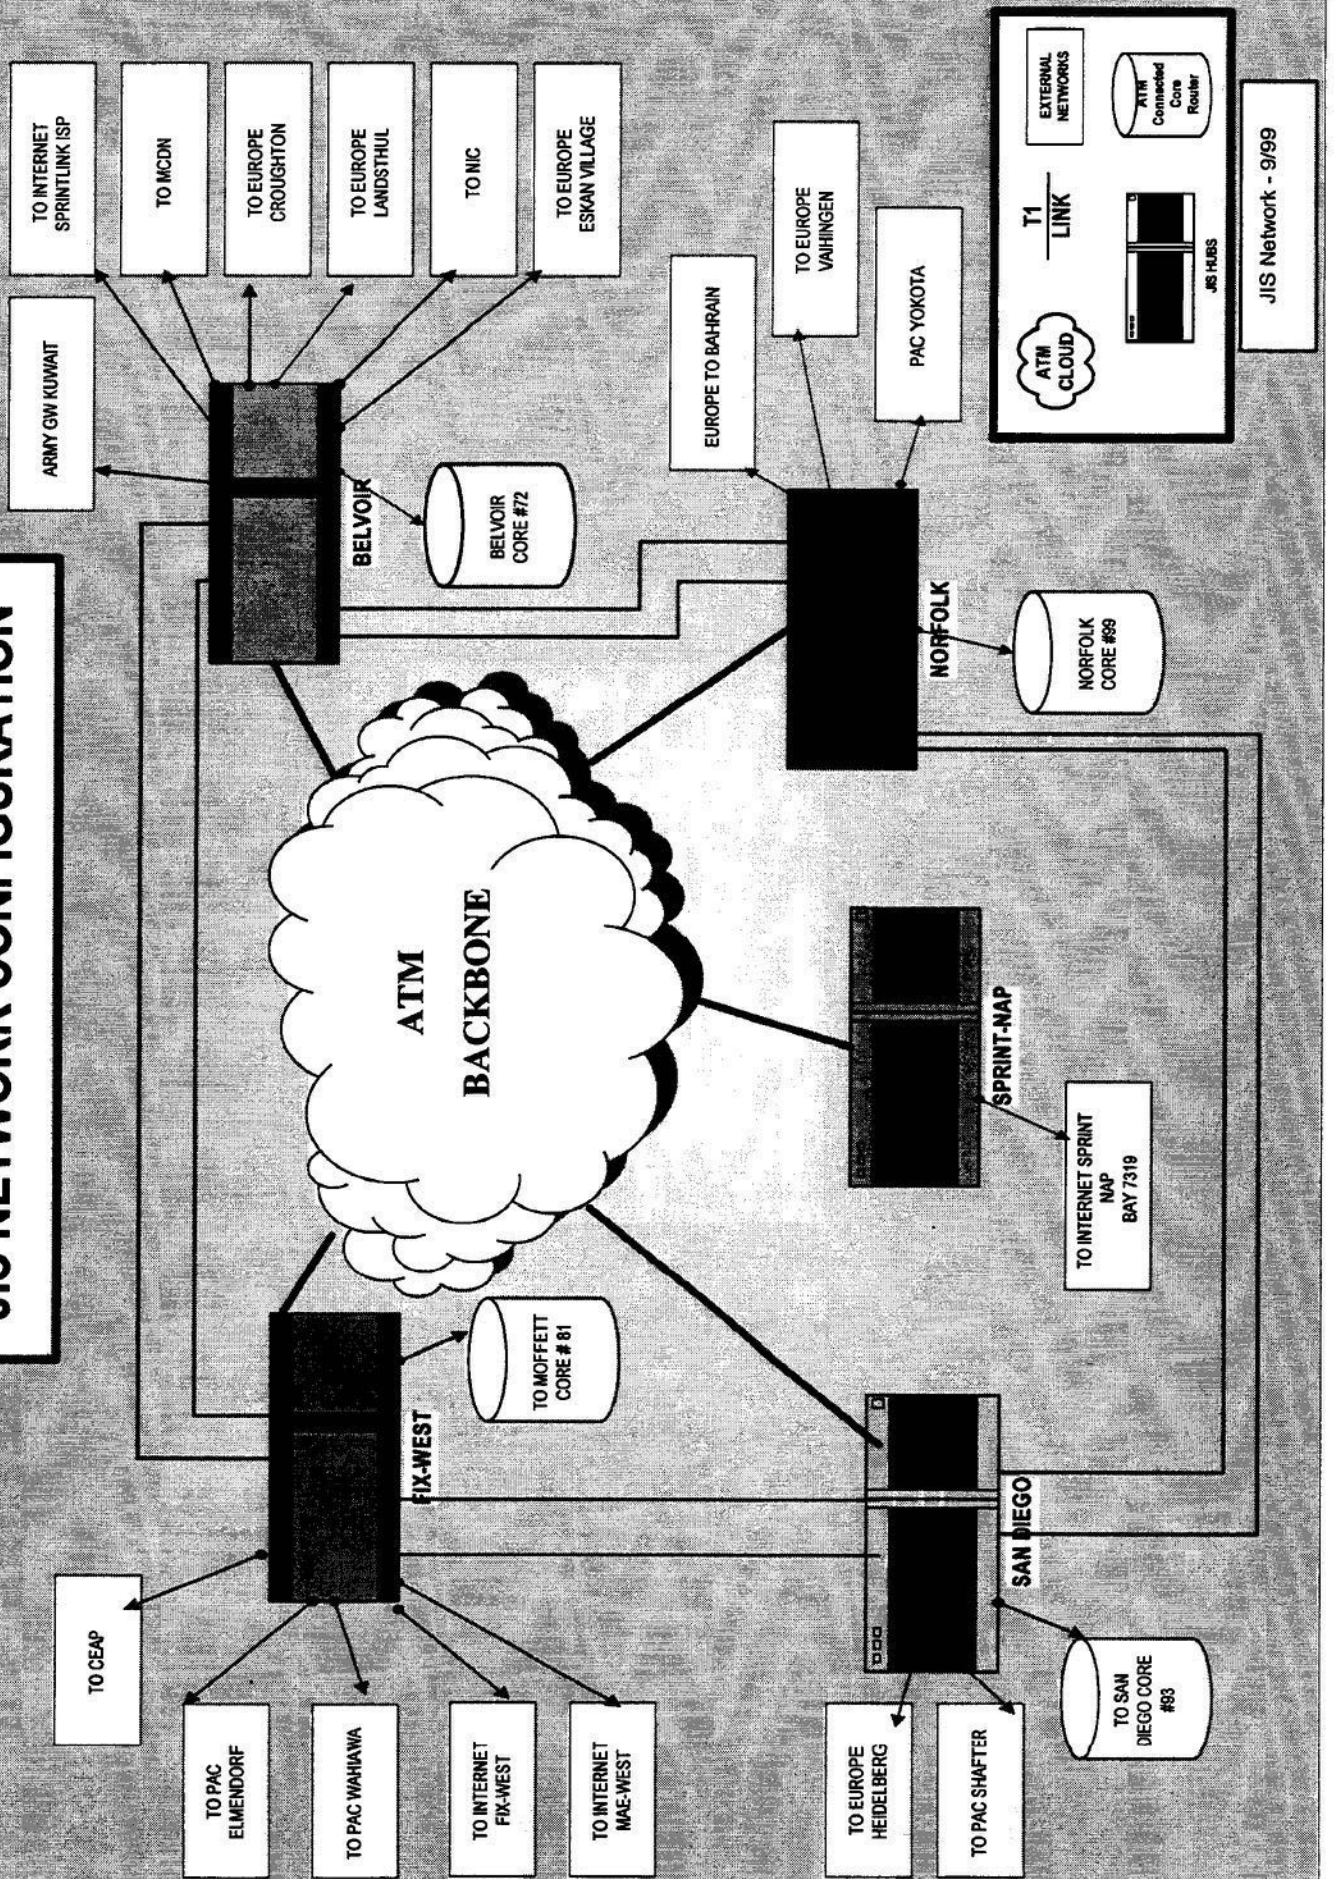 JIS NETWORK CONFIGURATION
TO CEAP
ARMY GW KUWAIT
TO INTERNET
SPRINTLINK ISP
TO MCDN
TO PAC
ELMENDORF
TO EUROPE
CROUGHTON
TO PAC WAHIAWA
TO EUROPE
LANDSTHUL
FIX-WEST
BELVOIR
TO INTERNET
FIX-WEST
TO NIC
TO MOFFETT
CORE # 81
ATM
BACKBONE
BELVOIR
CORE #72
TO EUROPE
ESKAN VILLAGE
TO INTERNET
MAE-WEST
EUROPE TO BAHRAIN
TO EUROPE
VAIHINGEN
TO EUROPE
HEIDELBERG
PAC YOKOTA
TO PAC SHAFTER
SAN DIEGO
SPRINT-NAP
NORFOLK
TO SAN
DIEGO CORE
#93
TO INTERNET SPRINT
NAP
BAY 7319
NORFOLK
CORE #99
ATM
CLOUD
T1
LINK
EXTERNAL
NETWORKS
JIS HUBS
ATM
Connected
Core
Router
JIS Network - 9/99